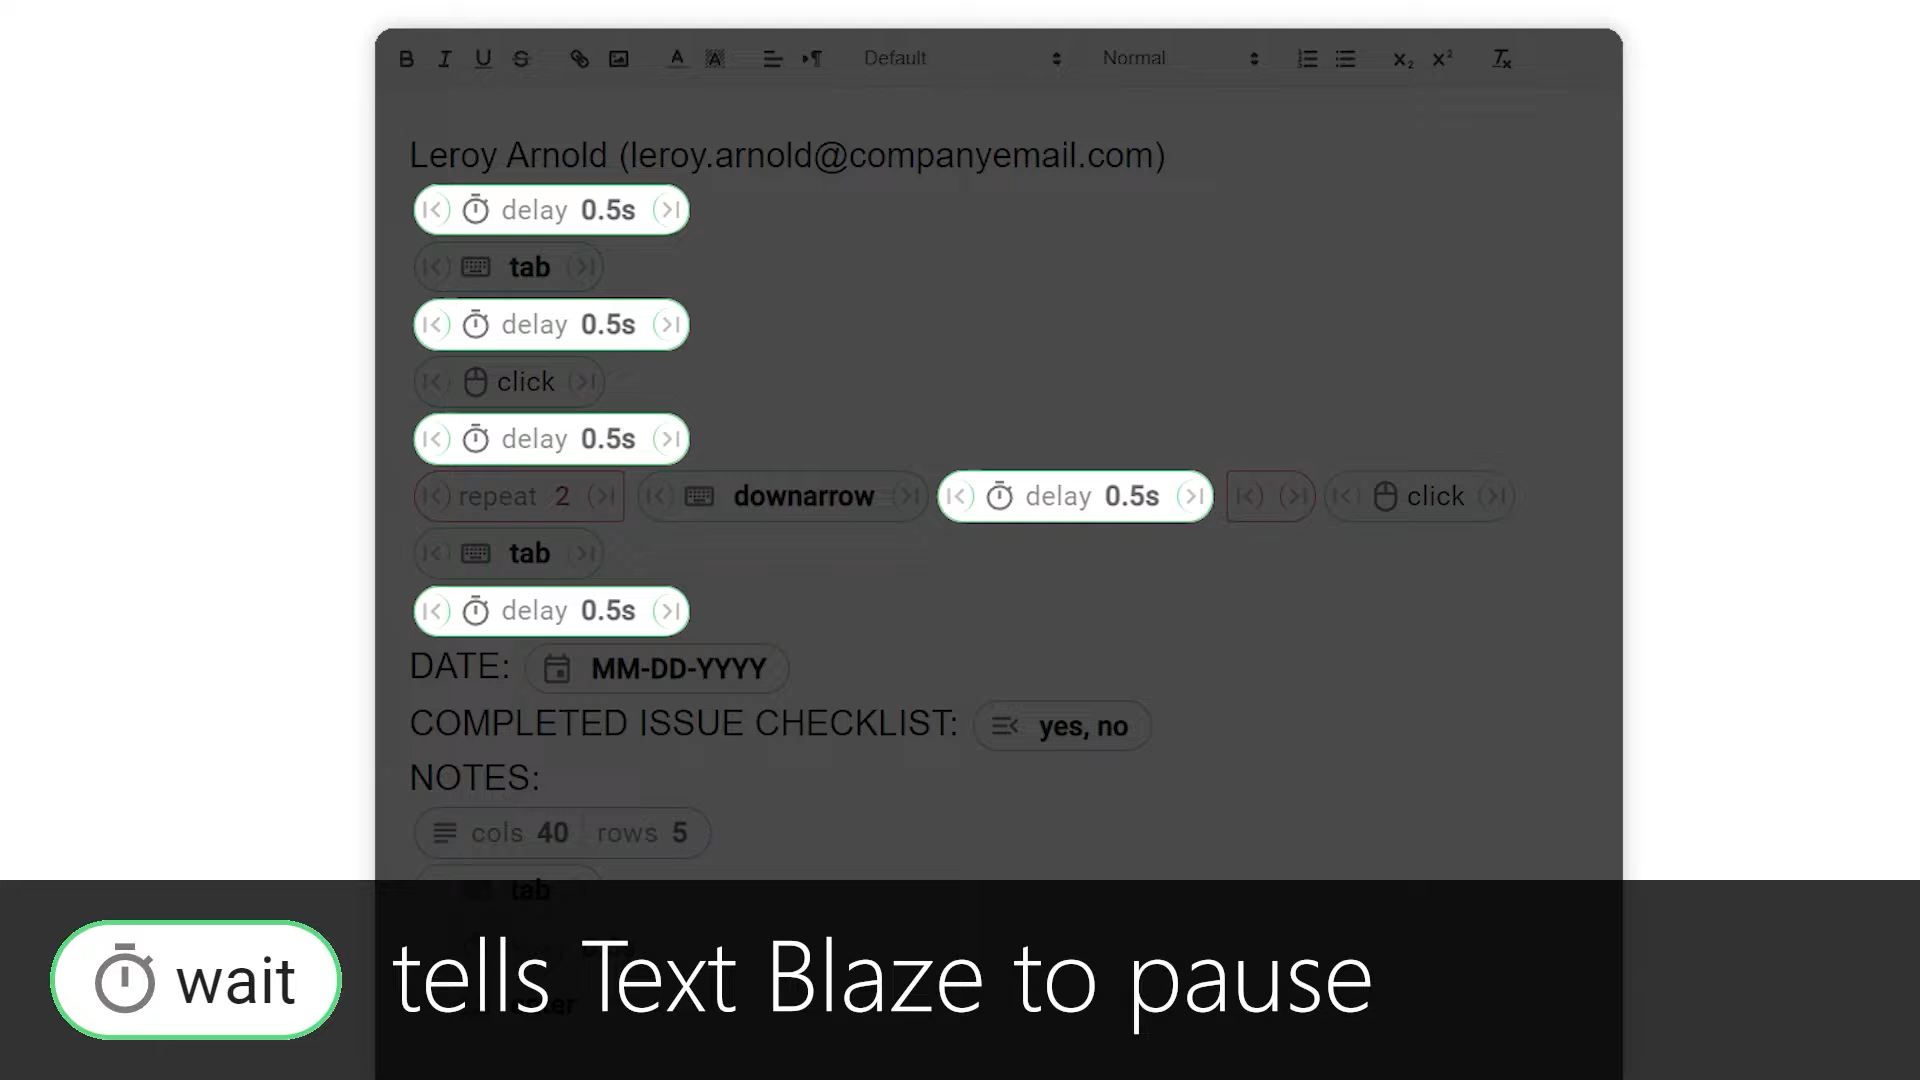 Default Normal
Leroy Arnold (leroy.arnold@companyemail.com)
delay 0.5s
tab
delay 0.5s
click
delay 0.5s
repeat 2 downarrow delay 0.5s click
tab
delay 0.5s
DATE: MM-DD-YYYY
COMPLETED ISSUE CHECKLIST: yes, no
NOTES:
cols 40 rows 5
tab
wait tells Text Blaze to pause